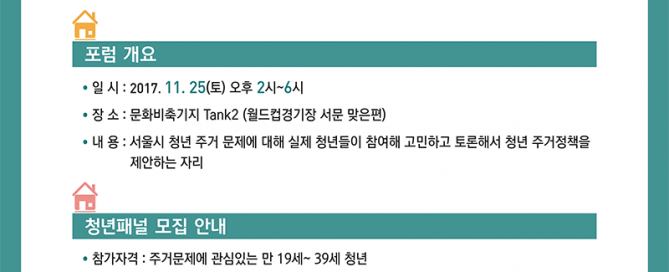 포럼 개요
• 일 시 : 2017. 11. 25(토) 오후 2시~6시
• 장 소 : 문화비축기지 Tank2 (월드컵경기장 서문 맞은편)
• 내 용 : 서울시 청년 주거 문제에 대해 실제 청년들이 참여해 고민하고 토론해서 청년 주거정책을
제안하는 자리
청년패널 모집 안내
• 참가자격 : 주거문제에 관심있는 만 19세~ 39세 청년